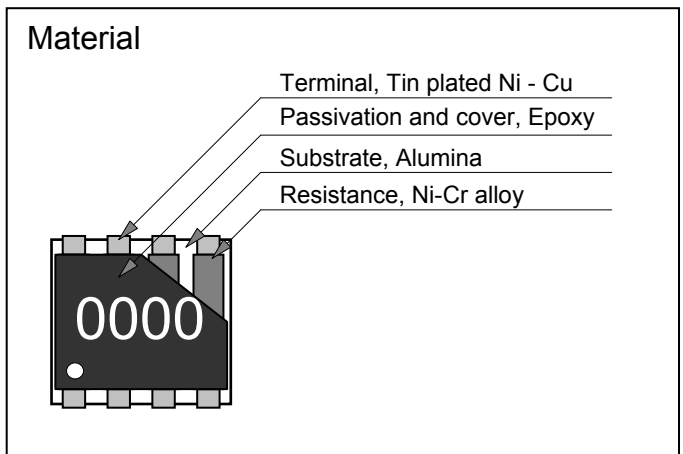 Material
Terminal, Tin plated Ni - Cu
Passivation and cover, Epoxy
Substrate, Alumina
Resistance, Ni-Cr alloy
0000